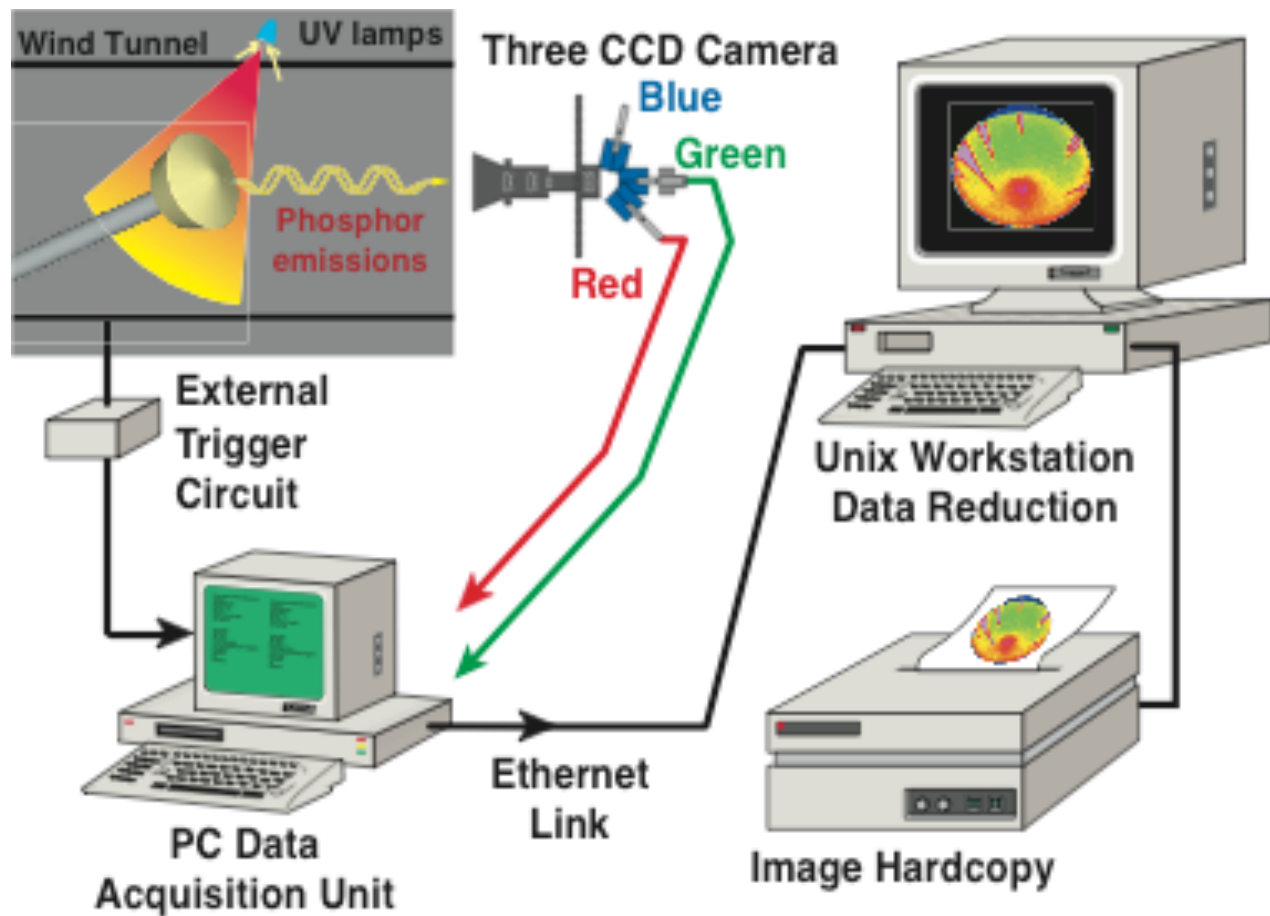 Wind Tunnel
UV lamps
Three CCD Camera
Blue
Green
Red
Phosphor
emissions
External
Trigger
Circuit
Unix Workstation
Data Reduction
Ethernet
Link
PC Data
Acquisition Unit
Image Hardcopy